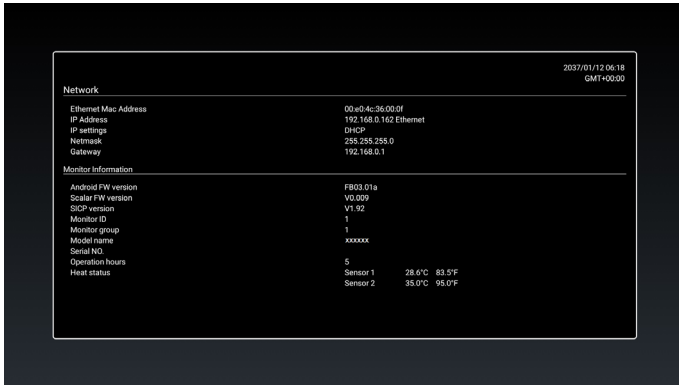 2037/01/12 06:18
GMT+00:00
Network
Ethernet Mac Address 00:e0:4c:36:00:0f
IP Address 192.168.0.162 Ethernet
IP settings DHCP
Netmask 255.255.255.0
Gateway 192.168.0.1
Monitor Information
Android FW version FB03.01a
Scalar FW version V0.009
SICP version V1.92
Monitor ID 1
Monitor group 1
Model name xxxxxx
Serial NO.
Operation hours 5
Heat status Sensor 1 28.6°C 83.5°F
Sensor 2 35.0°C 95.0°F